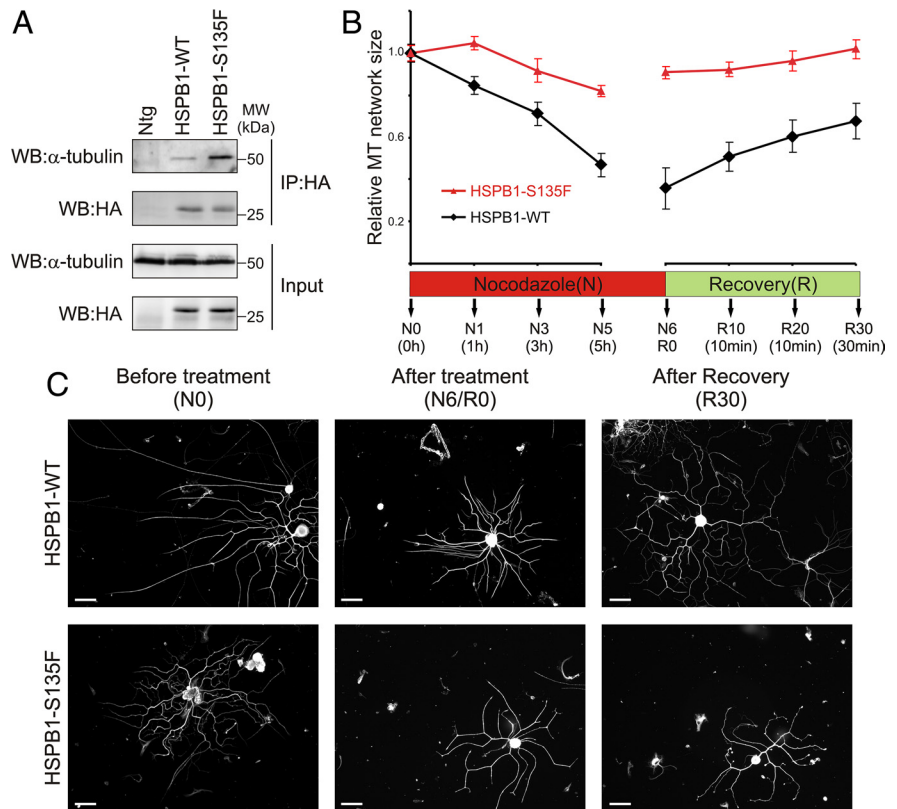 A
Ntg
HSPB1-WT
HSPB1-S135F
MW
(kDa)
WB:α-tubulin
50
WB:HA
25
IP:HA
WB:α-tubulin
50
WB:HA
25
Input
B
Relative MT network size
1.0
0.6
0.2
HSPB1-S135F
HSPB1-WT
Nocodazole(N)
Recovery(R)
N0
(0h)
N1
(1h)
N3
(3h)
N5
(5h)
N6
R0
R10
(10min)
R20
(10min)
R30
(30min)
C
Before treatment
(N0)
After treatment
(N6/R0)
After Recovery
(R30)
HSPB1-WT
HSPB1-S135F